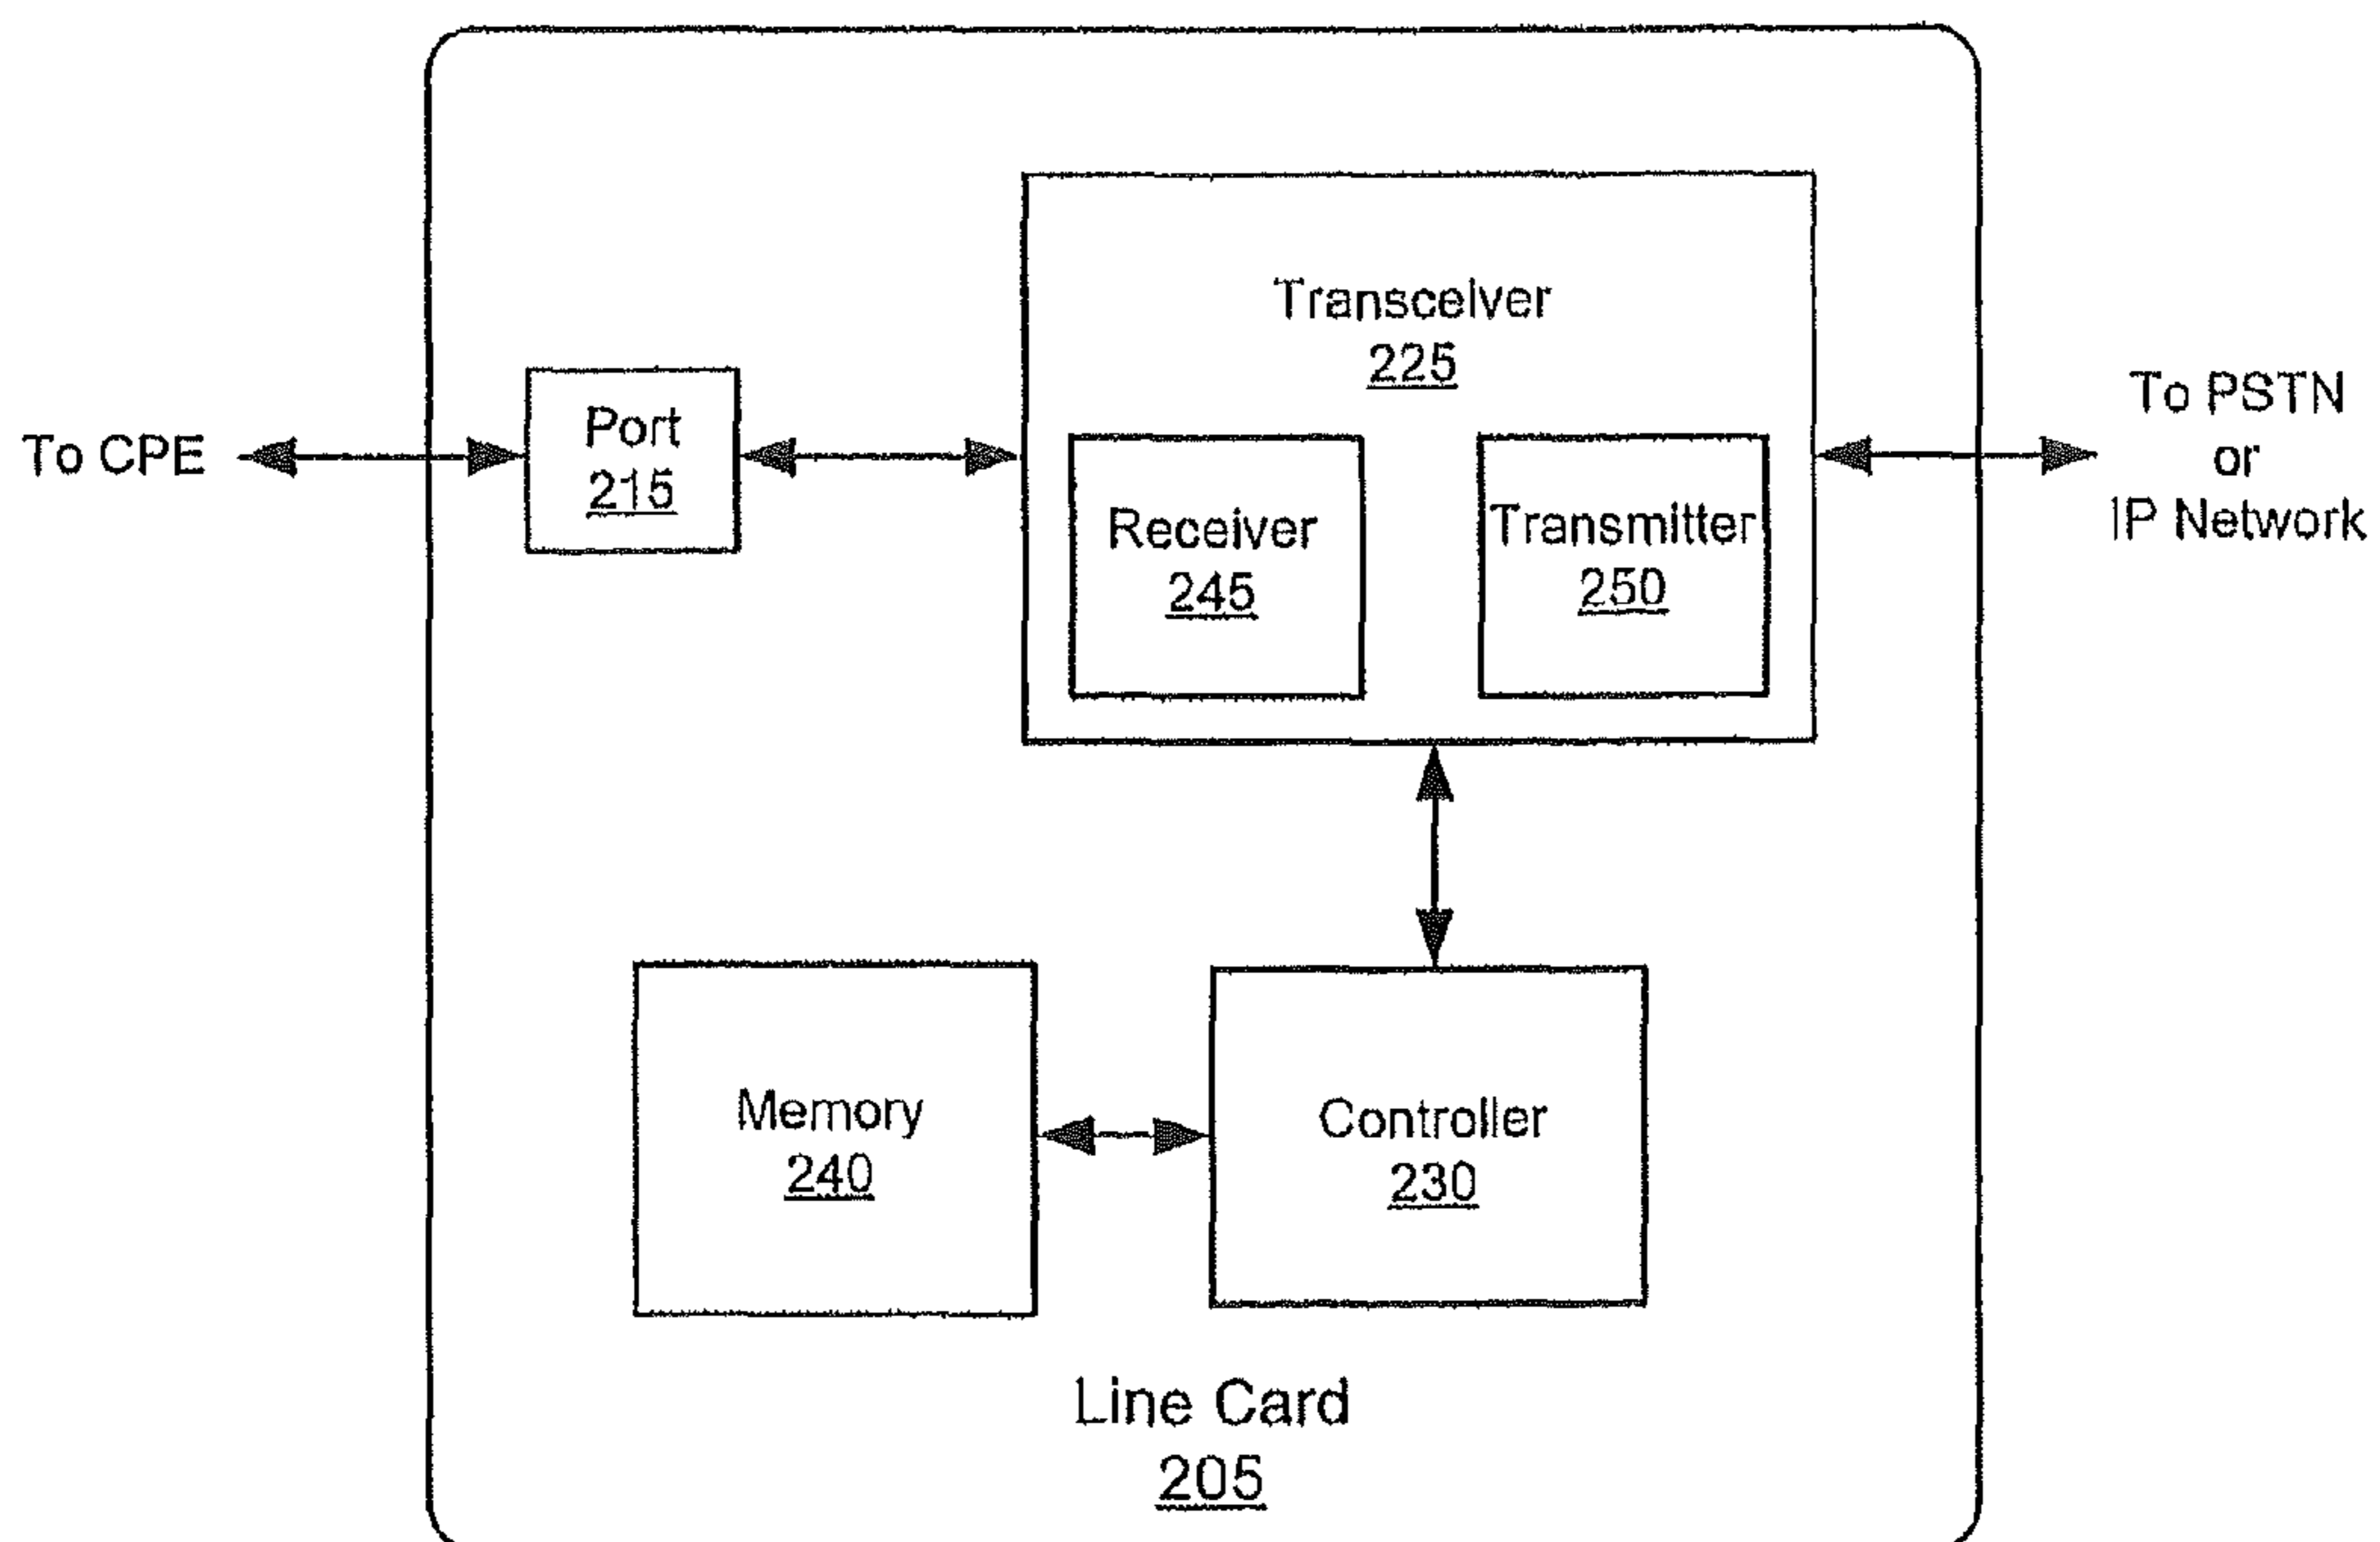 Transceiver
225
To CPE
Port
215
Receiver
245
Transmitter
250
To PSTN
or
IP Network
Memory
240
Controller
230
Line Card
205